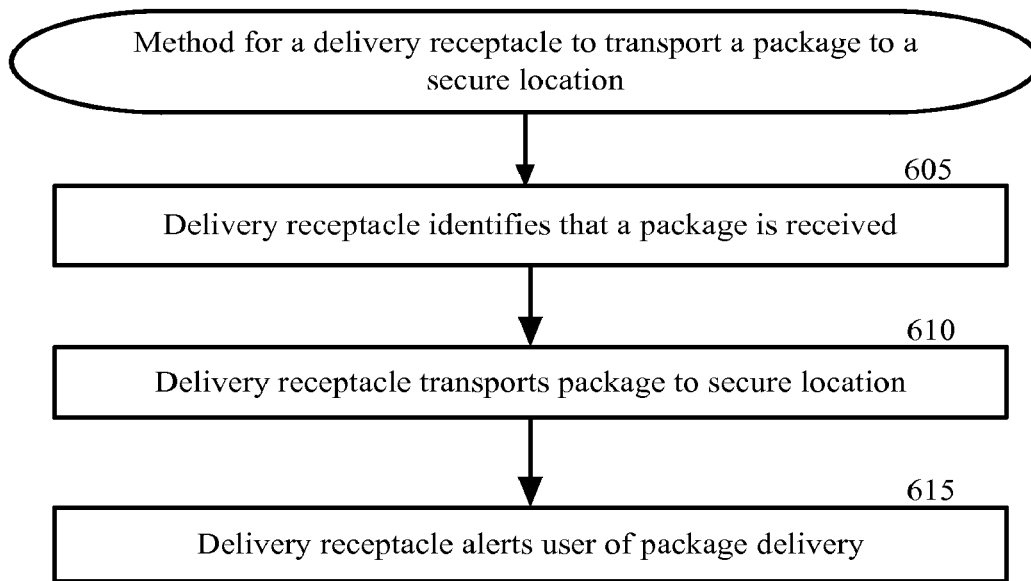 Method for a delivery receptacle to transport a package to a
secure location
605
Delivery receptacle identifies that a package is received
610
Delivery receptacle transports package to secure location
615
Delivery receptacle alerts user of package delivery